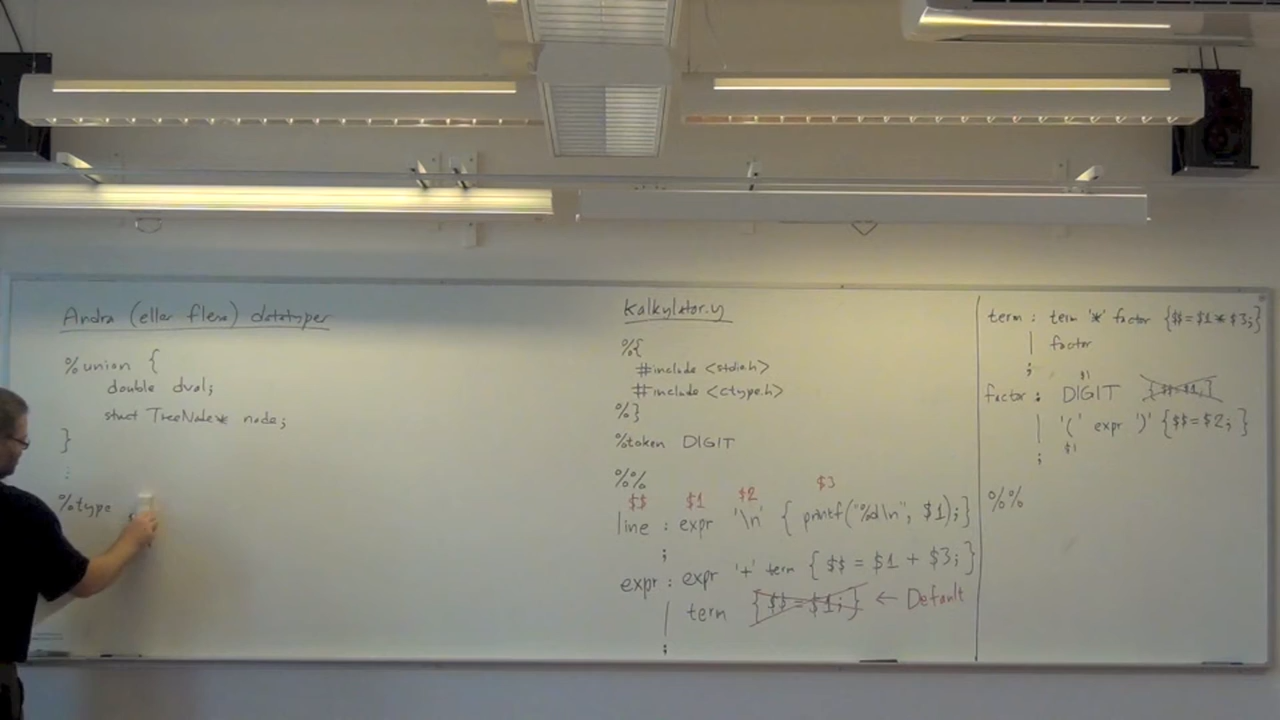 Andra (eller flera) datatyper
%union {
double dval;
struct TreeNode* node;
}
:
%type
Kalkylator.y
%{
#include <stdio.h>
#include <ctype.h>
%}
%token DIGIT
%%
$$ $1 $2 $3
line : expr '\n' { printf("%d\n", $1); }
;
expr : expr '+' term { $$ = $1 + $3; }
| term { $$ = $1; } ← Default
;
term : term '*' factor {$$ = $1 * $3;}
| factor
;
$1
factor : DIGIT { $$ = $1; }
| '(' expr ')' {$$ = $2; }
$1
;
%%